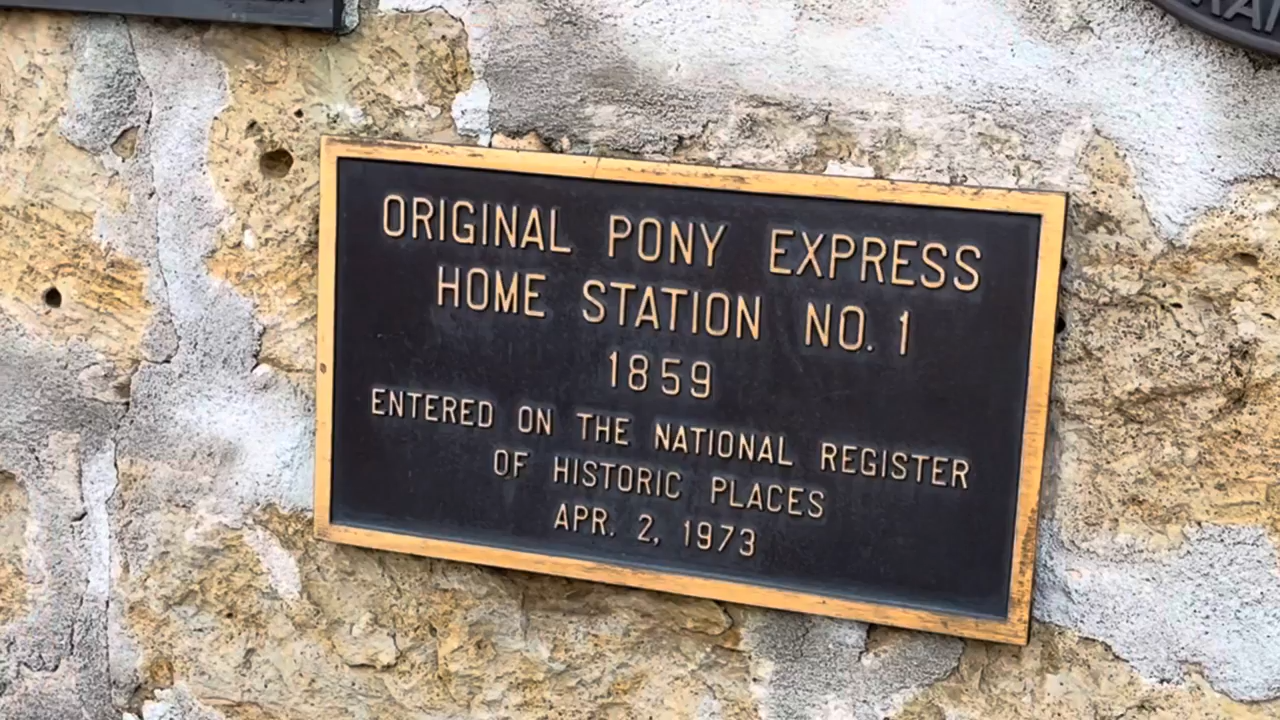 ORIGINAL PONY EXPRESS
HOME STATION NO. 1
1859
ENTERED ON THE NATIONAL REGISTER
OF HISTORIC PLACES
APR. 2, 1973